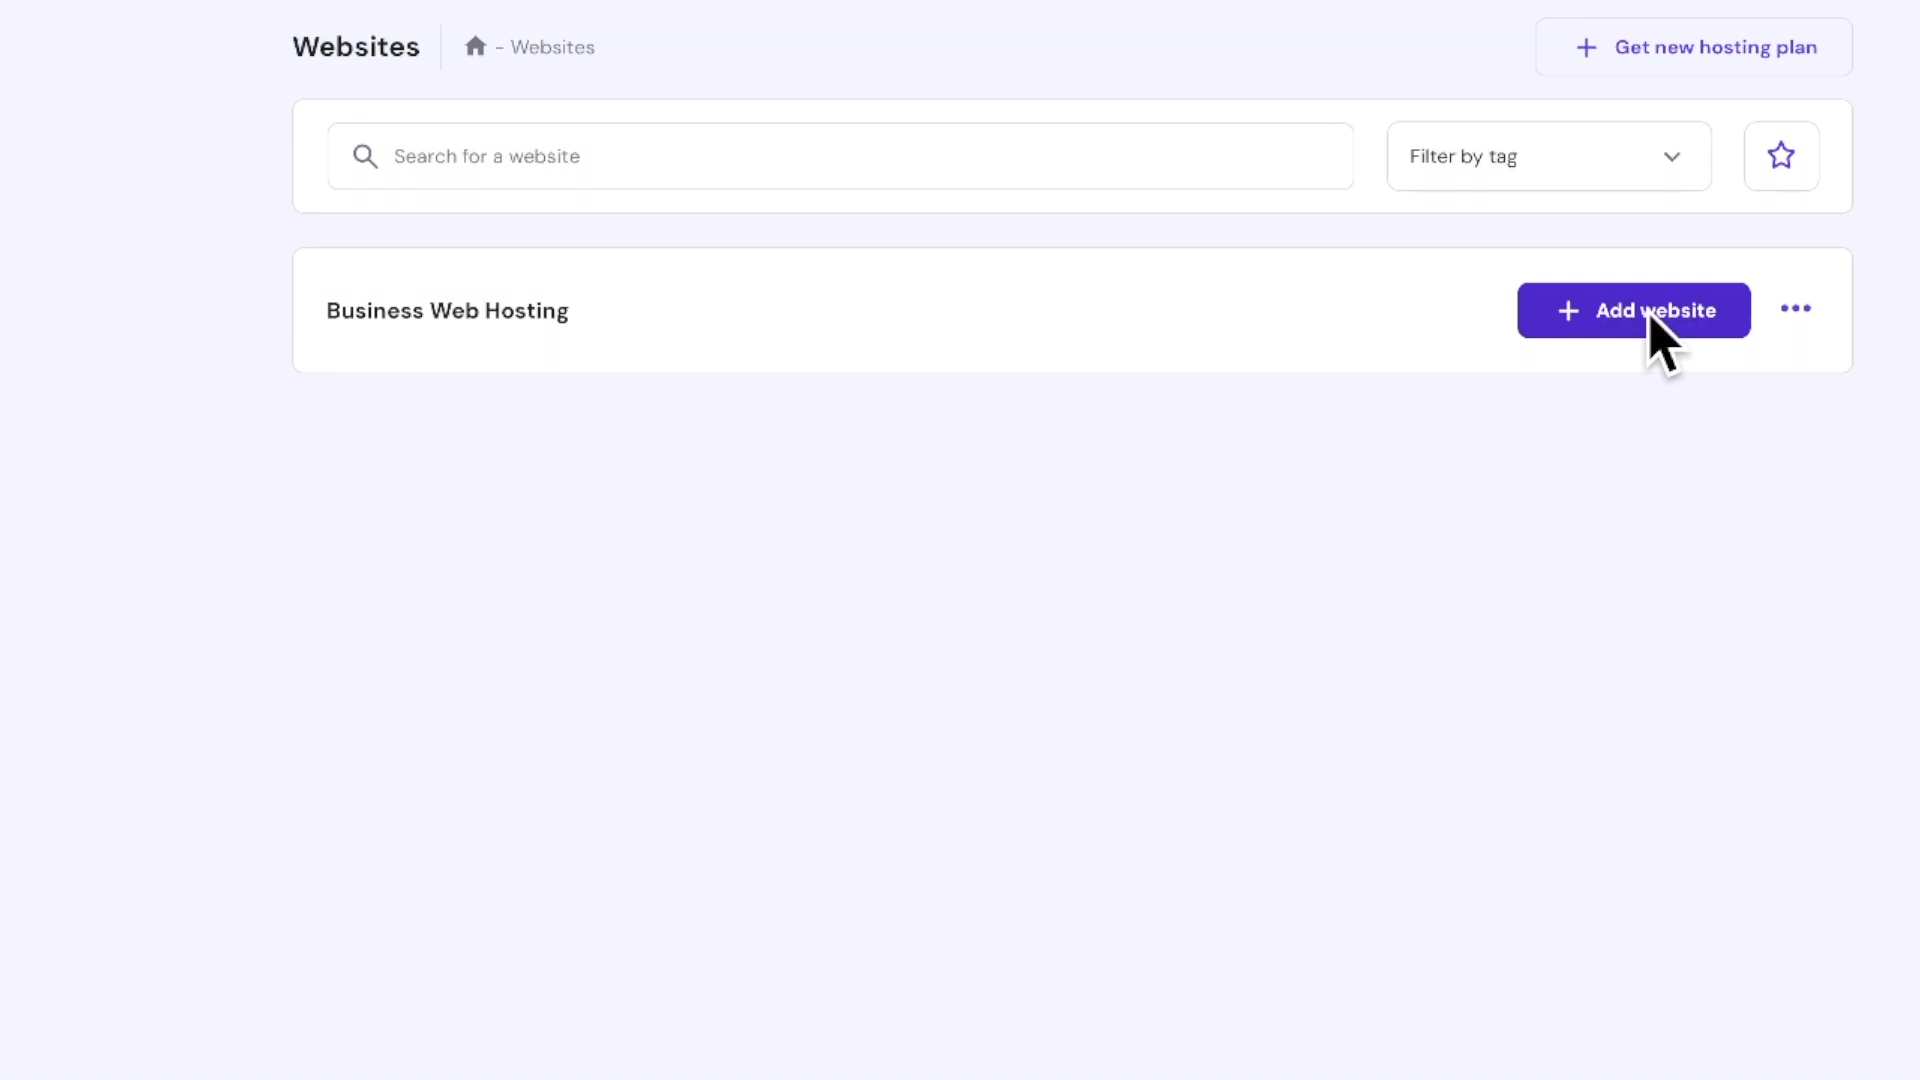 Websites
- Websites
Get new hosting plan
Search for a website
Filter by tag
Business Web Hosting
Add website